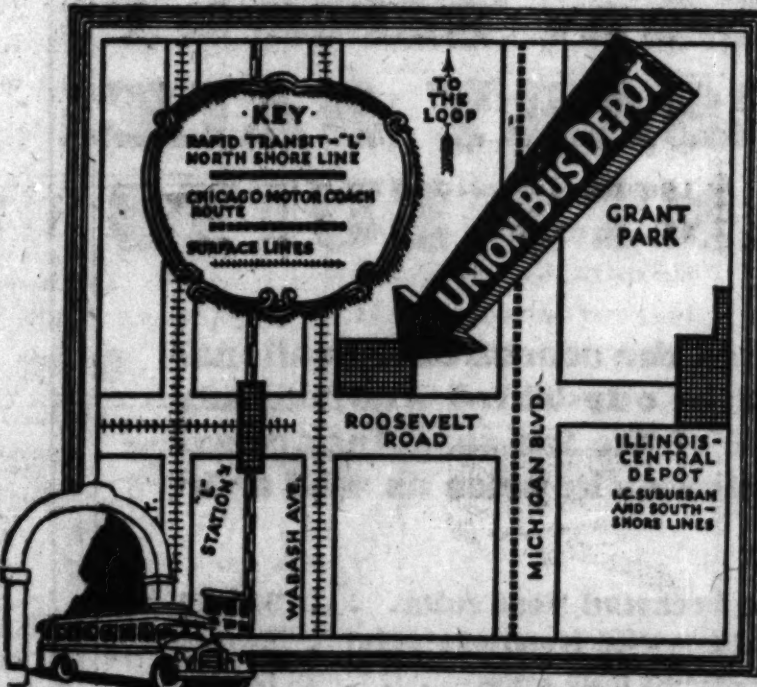 ·KEY·
RAPID TRANSIT-"L"
NORTH SHORE LINE
CHICAGO MOTOR COACH
ROUTE
SURFACE LINES
TO
THE
LOOP
UNION BUS DEPOT
GRANT
PARK
ROOSEVELT
ROAD
MICHIGAN BLVD.
ILLINOIS-
CENTRAL
DEPOT
I.C. SUBURBAN
AND SOUTH-
SHORE LINES
"L"
STATION
WABASH AVE.
T.